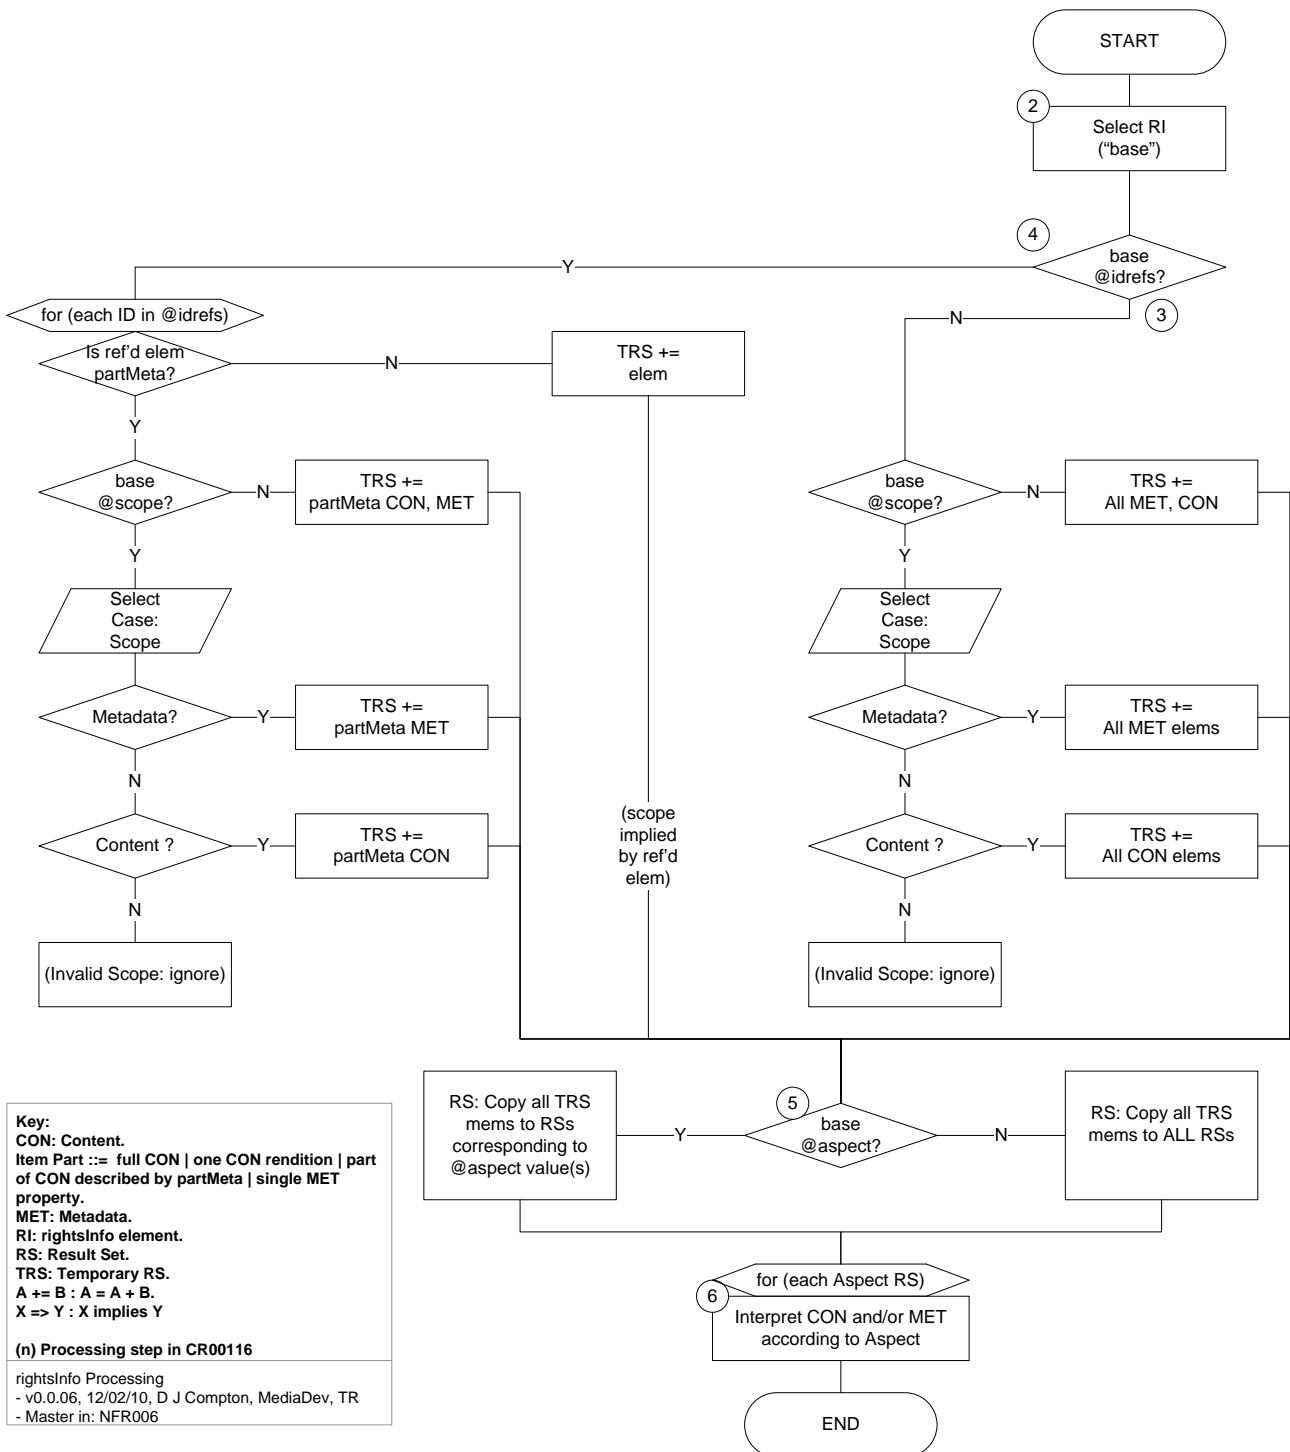 START
2
Select RI
(“base”)
4
base
@idrefs?
Y
3
N
for (each ID in @idrefs)
Is ref'd elem
partMeta?
N
TRS +=
elem
Y
base
@scope?
N
TRS +=
partMeta CON, MET
base
@scope?
N
TRS +=
All MET, CON
Y
Y
Select
Case:
Scope
Select
Case:
Scope
Metadata?
Y
TRS +=
partMeta MET
Metadata?
Y
TRS +=
All MET elems
N
N
(scope
implied
by ref'd
elem)
Content ?
Y
TRS +=
partMeta CON
Content ?
Y
TRS +=
All CON elems
N
N
(Invalid Scope: ignore)
(Invalid Scope: ignore)
RS: Copy all TRS
mems to RSs
corresponding to
@aspect value(s)
Y
5
base
@aspect?
N
RS: Copy all TRS
mems to ALL RSs
for (each Aspect RS)
6
Interpret CON and/or MET
according to Aspect
END
Key:
CON: Content.
Item Part ::= full CON | one CON rendition | part
of CON described by partMeta | single MET
property.
MET: Metadata.
RI: rightsInfo element.
RS: Result Set.
TRS: Temporary RS.
A += B : A = A + B.
X => Y : X implies Y
(n) Processing step in CR00116
rightsInfo Processing
- v0.0.06, 12/02/10, D J Compton, MediaDev, TR
- Master in: NFR006